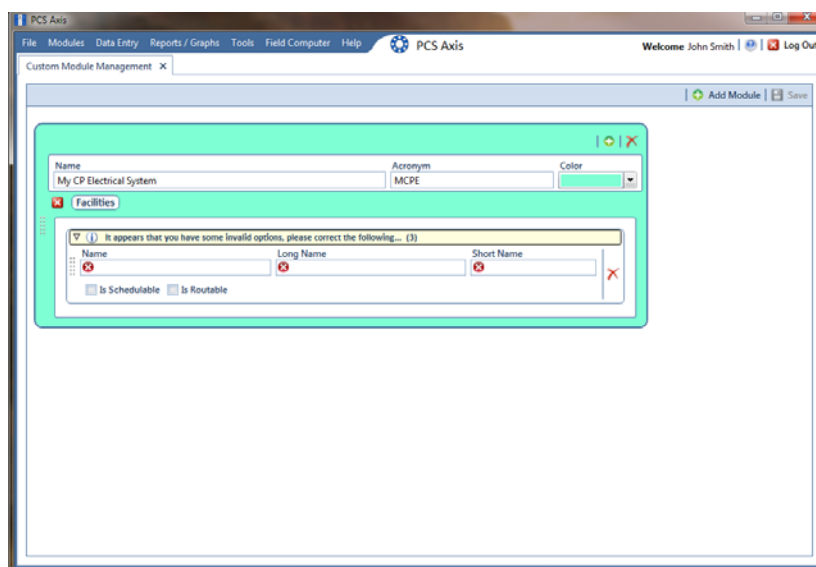 PCS Axis
File Modules Data Entry Reports / Graphs Tools Field Computer Help PCS Axis Welcome John Smith | Log Out
Custom Module Management X
Add Module | Save
Name Acronym Color
My CP Electrical System MCPE
Facilities
It appears that you have some invalid options, please correct the following... (3)
Name Long Name Short Name
Is Schedulable Is Routable